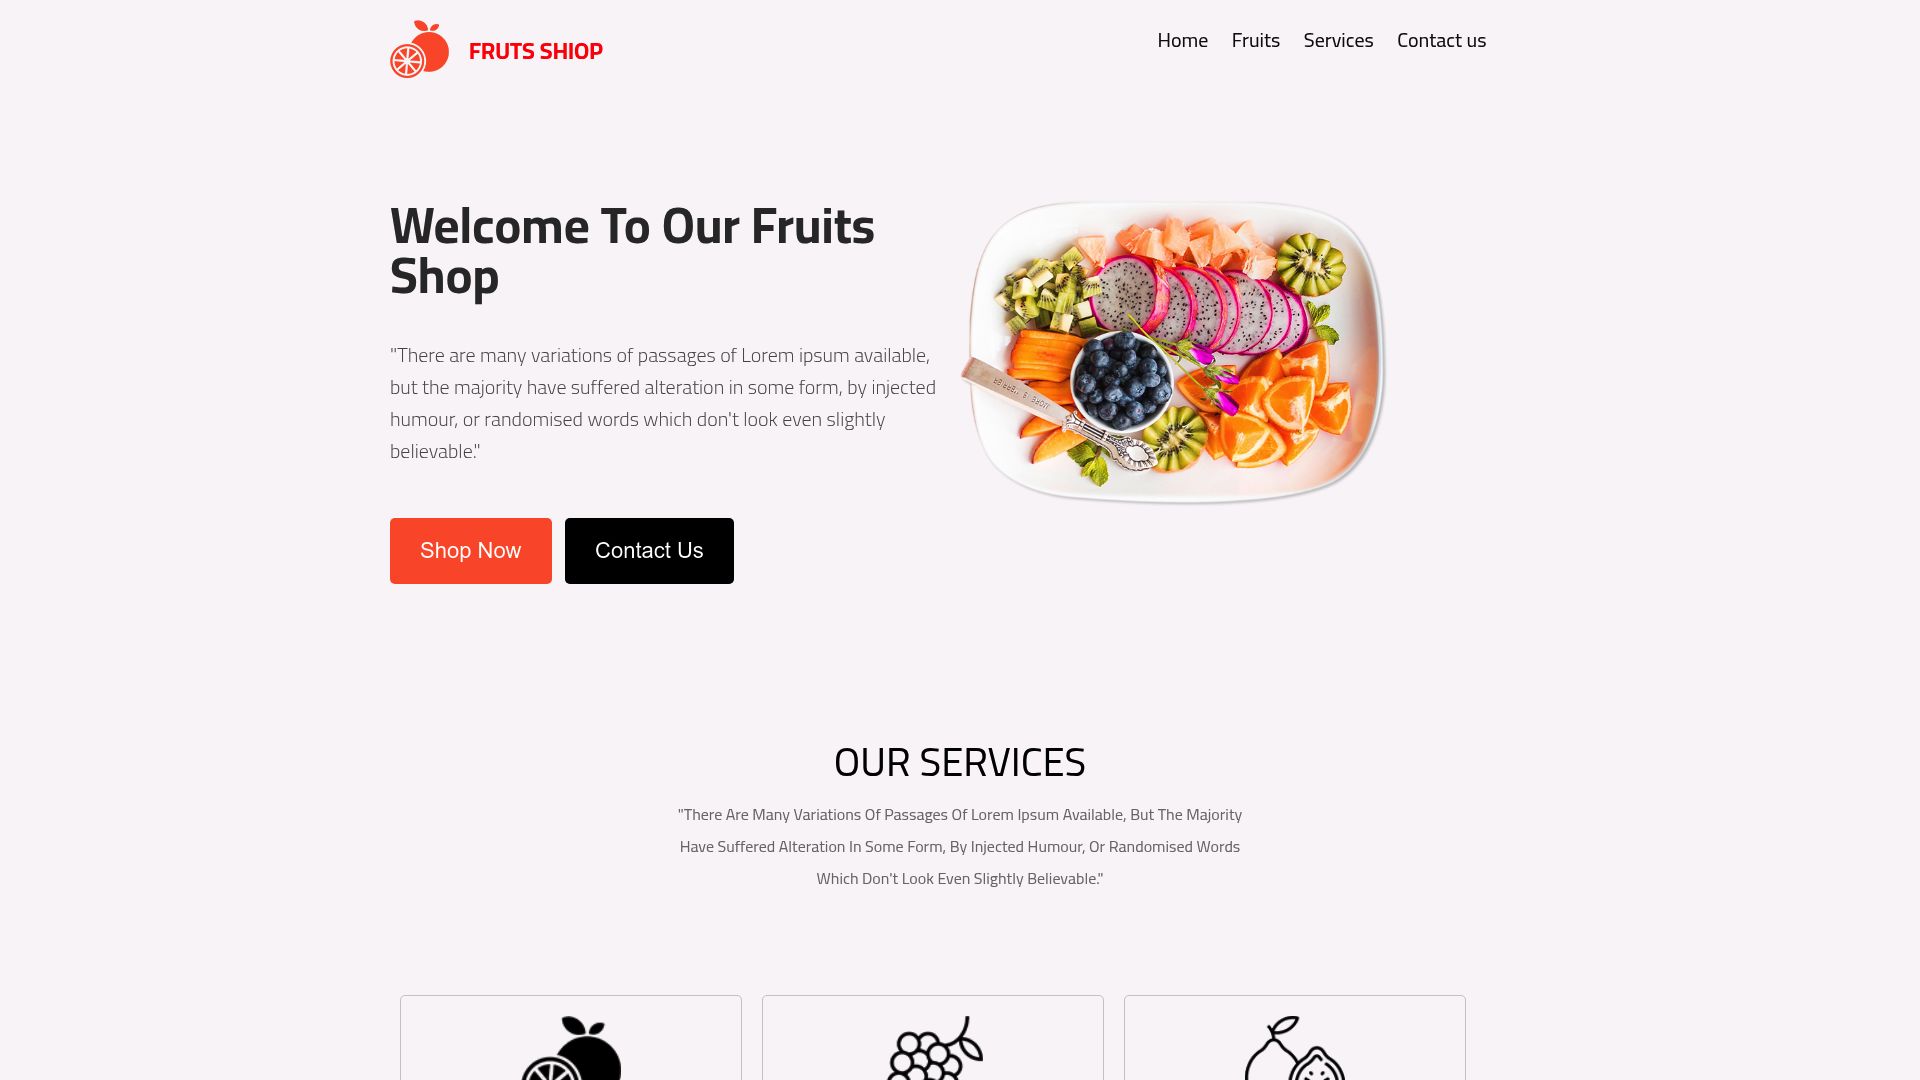 FRUTS SHIOP
Home
Fruits
Services
Contact us
Welcome To Our Fruits
Shop
"There are many variations of passages of Lorem ipsum available,
but the majority have suffered alteration in some form, by injected
humour, or randomised words which don't look even slightly
believable."
Shop Now
Contact Us
OUR SERVICES
"There Are Many Variations Of Passages Of Lorem Ipsum Available, But The Majority
Have Suffered Alteration In Some Form, By Injected Humour, Or Randomised Words
Which Don't Look Even Slightly Believable."